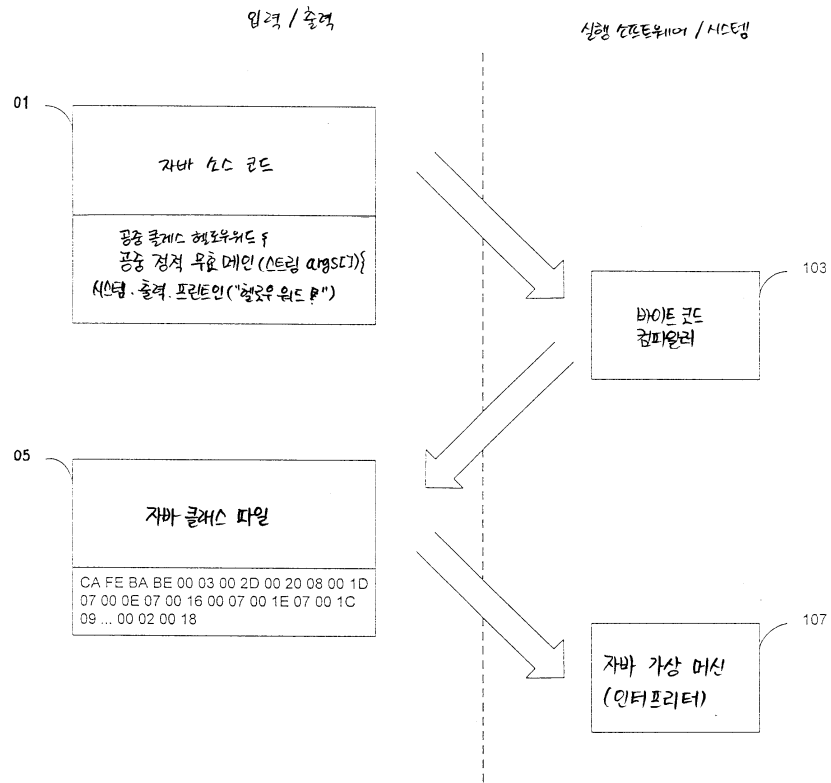 입력 / 출력
실행 소프트웨어 / 시스템
01
자바 소스 코드
공중 클레스 헬로우워드 {
공중 정적 무효 메인 (스트링 args[]){
시스템 . 출력 . 프린트인 ("헬로우 워드 !")
103
바이트 코드
컴파일러
05
자바 클래스 파일
CA FE BA BE 00 03 00 2D 00 20 08 00 1D
07 00 0E 07 00 16 00 07 00 1E 07 00 1C
09 ... 00 02 00 18
107
자바 가상 머신
(인터프리터)